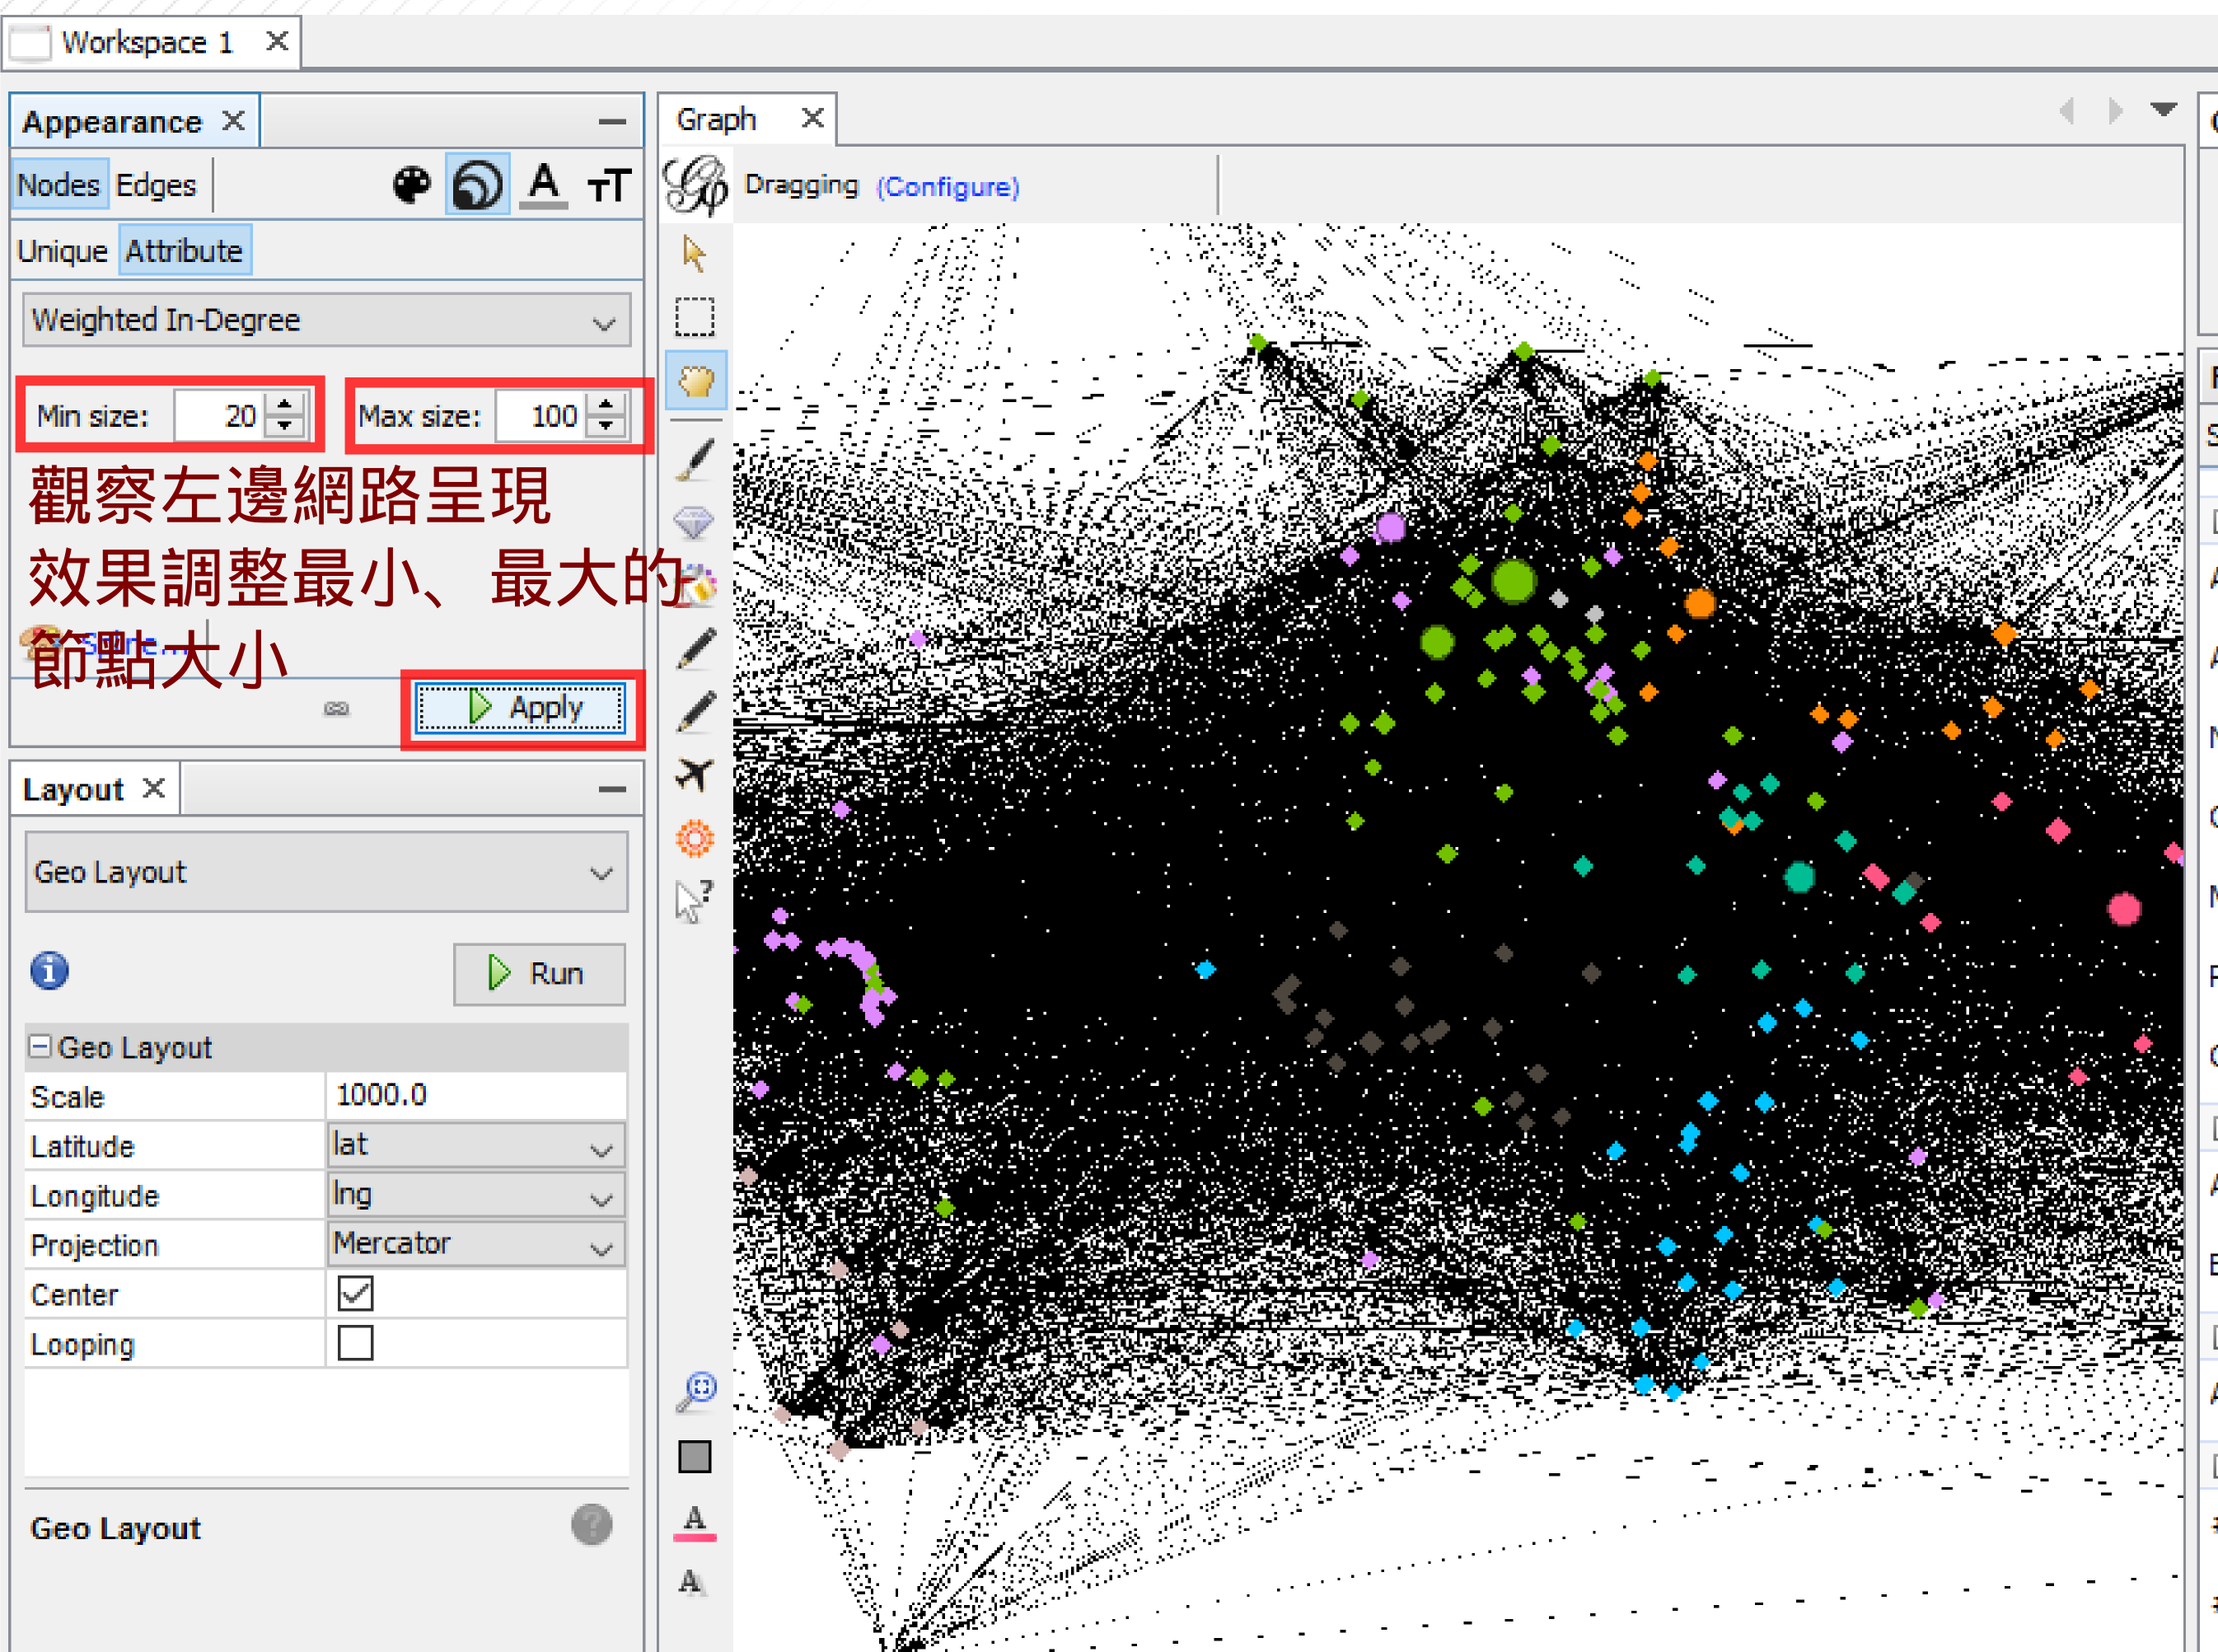 Workspace 1
Appearance
Nodes Edges
Unique Attribute
Weighted In-Degree
Min size: 20 Max size: 100
觀察左邊網路呈現
效果調整最小、最大的
節點大小
Apply
Layout
Geo Layout
Run
Geo Layout
Scale 1000.0
Latitude lat
Longitude lng
Projection Mercator
Center
Looping
Geo Layout
Graph
Dragging (Configure)